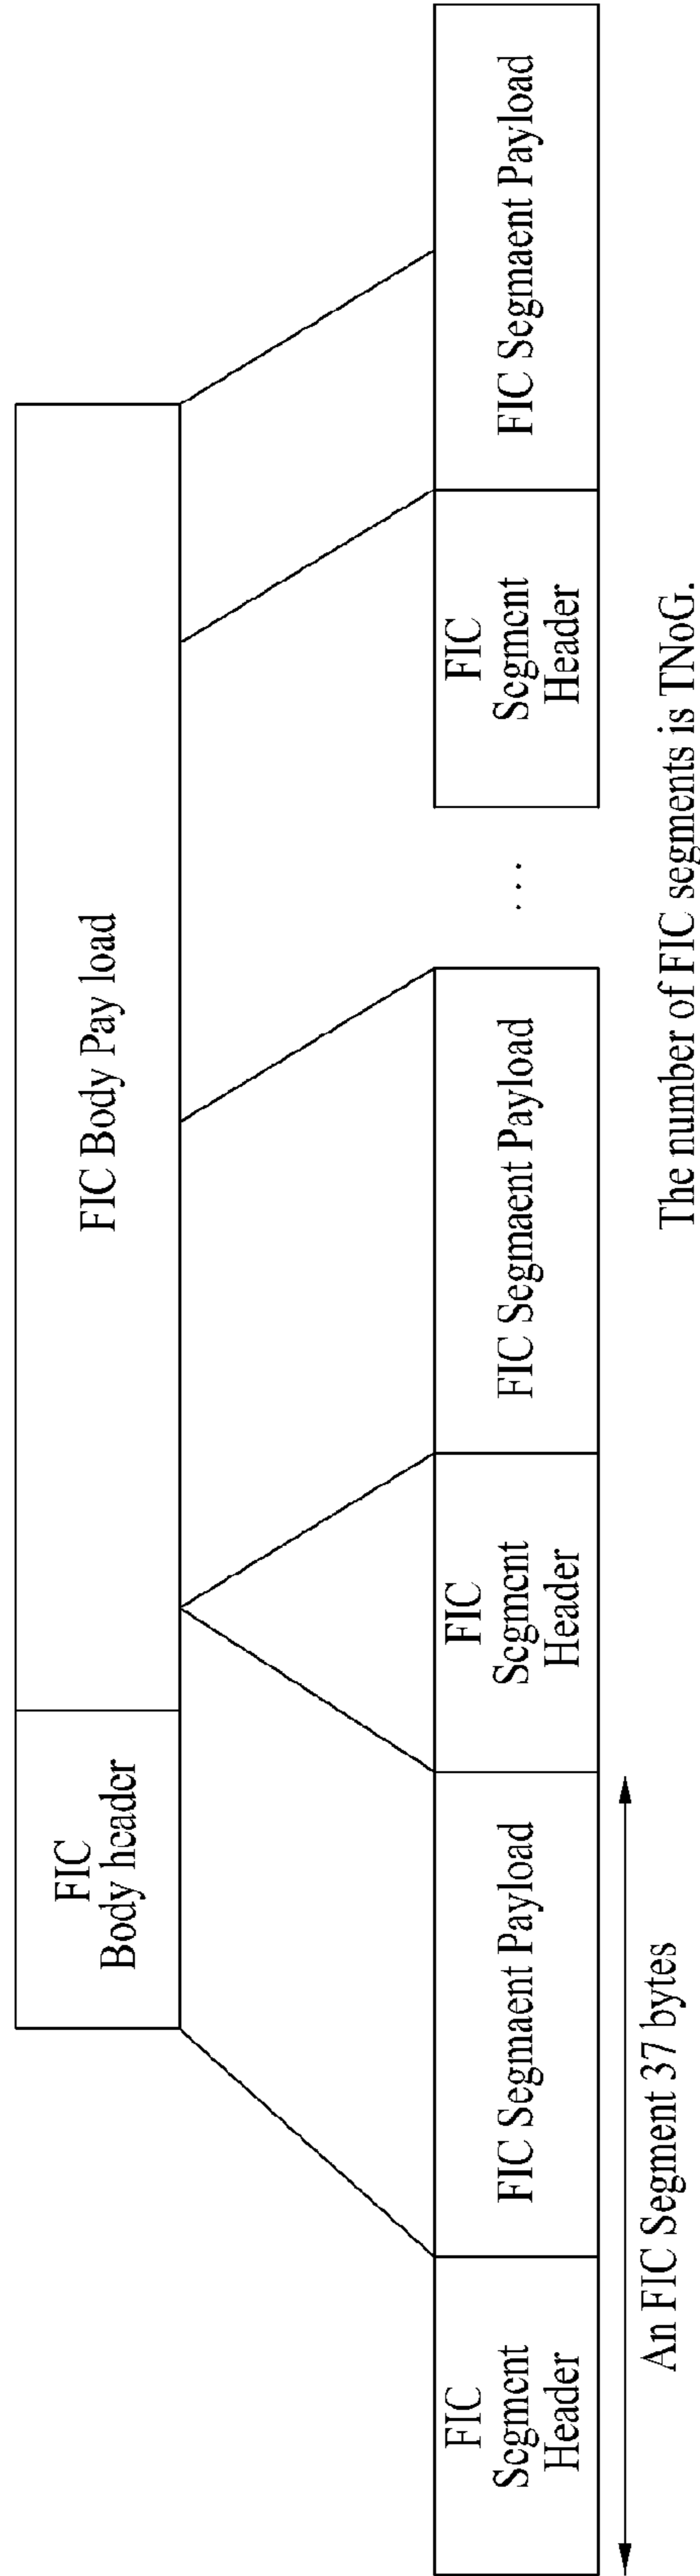 FIC
Body header
FIC Body Pay load
FIC
Segment
Header
FIC Segmaent Payload
FIC
Segment
Header
FIC Segmaent Payload
...
FIC
Segment
Header
FIC Segmaent Payload
An FIC Segment 37 bytes
The number of FIC segments is TNoG.